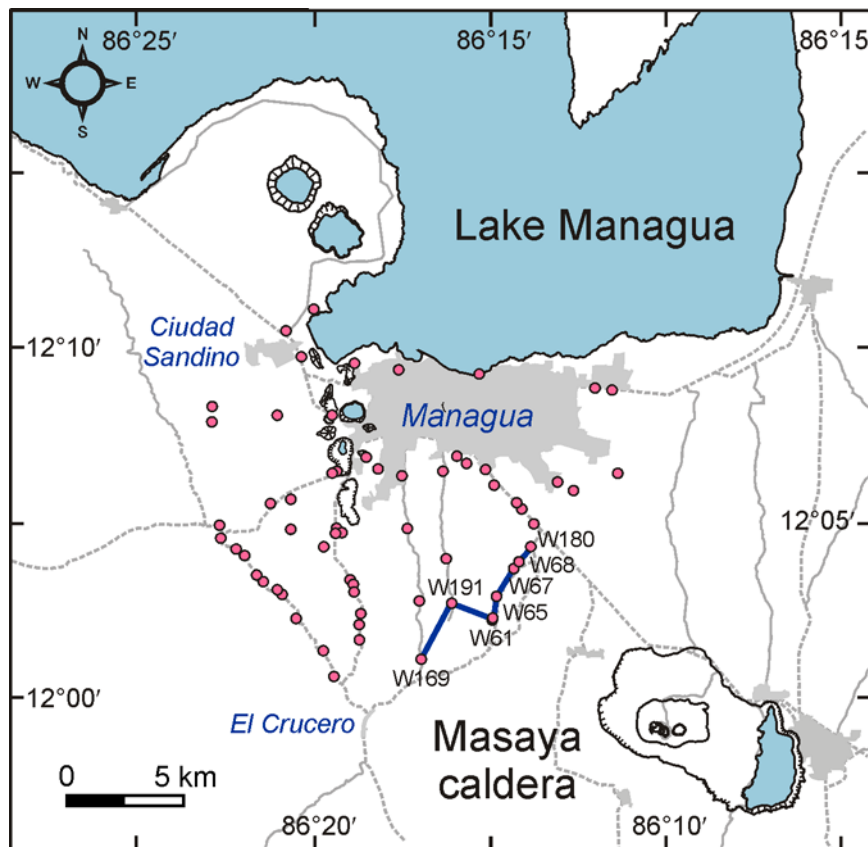 86°25′
86°15′
86°15′
N
W
E
S
Lake Managua
Ciudad
Sandino
12°10′
Managua
12°05′
W180
W68
W191
W67
W65
W61
W169
12°00′
El Crucero
Masaya
caldera
0
5 km
86°20′
86°10′